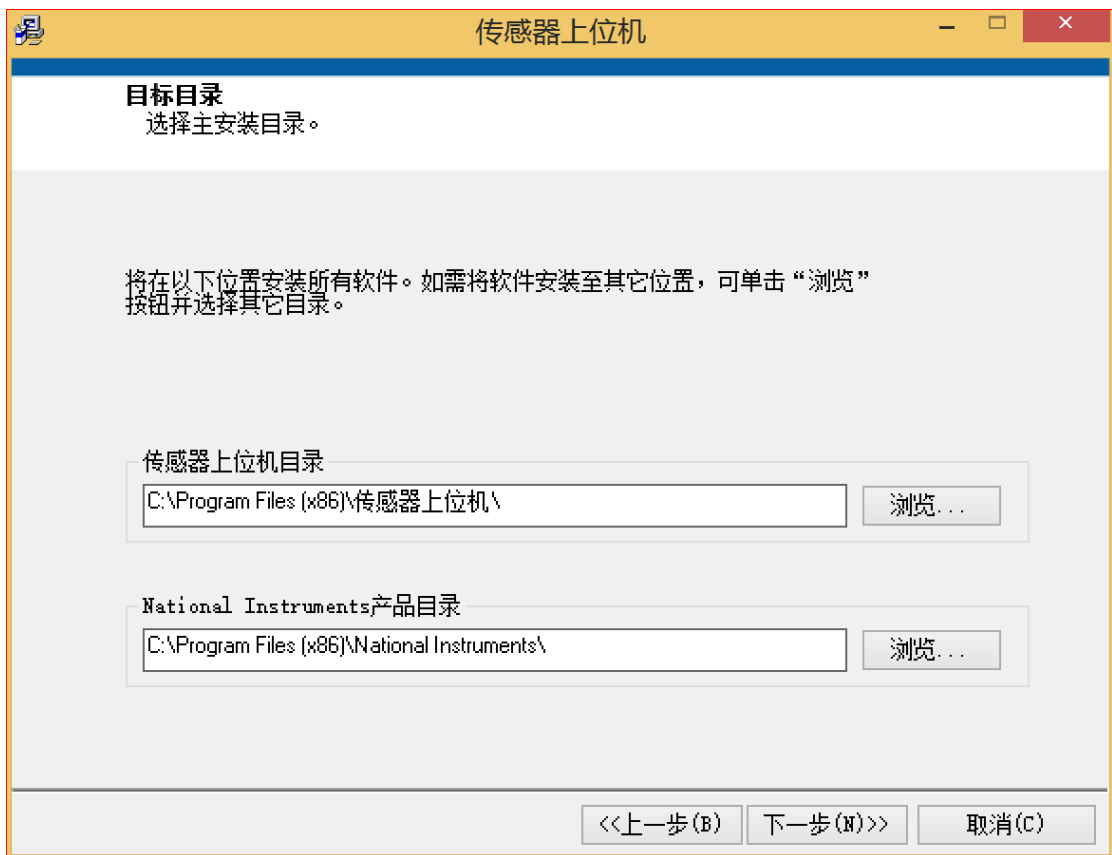 传感器上位机
目标目录
选择主安装目录。
将在以下位置安装所有软件。如需将软件安装至其它位置，可单击“浏览”
按钮并选择其它目录。
传感器上位机目录
C:\Program Files (x86)\传感器上位机\
浏览...
National Instruments产品目录
C:\Program Files (x86)\National Instruments\
浏览...
<<上一步(B)
下一步(N)>>
取消(C)